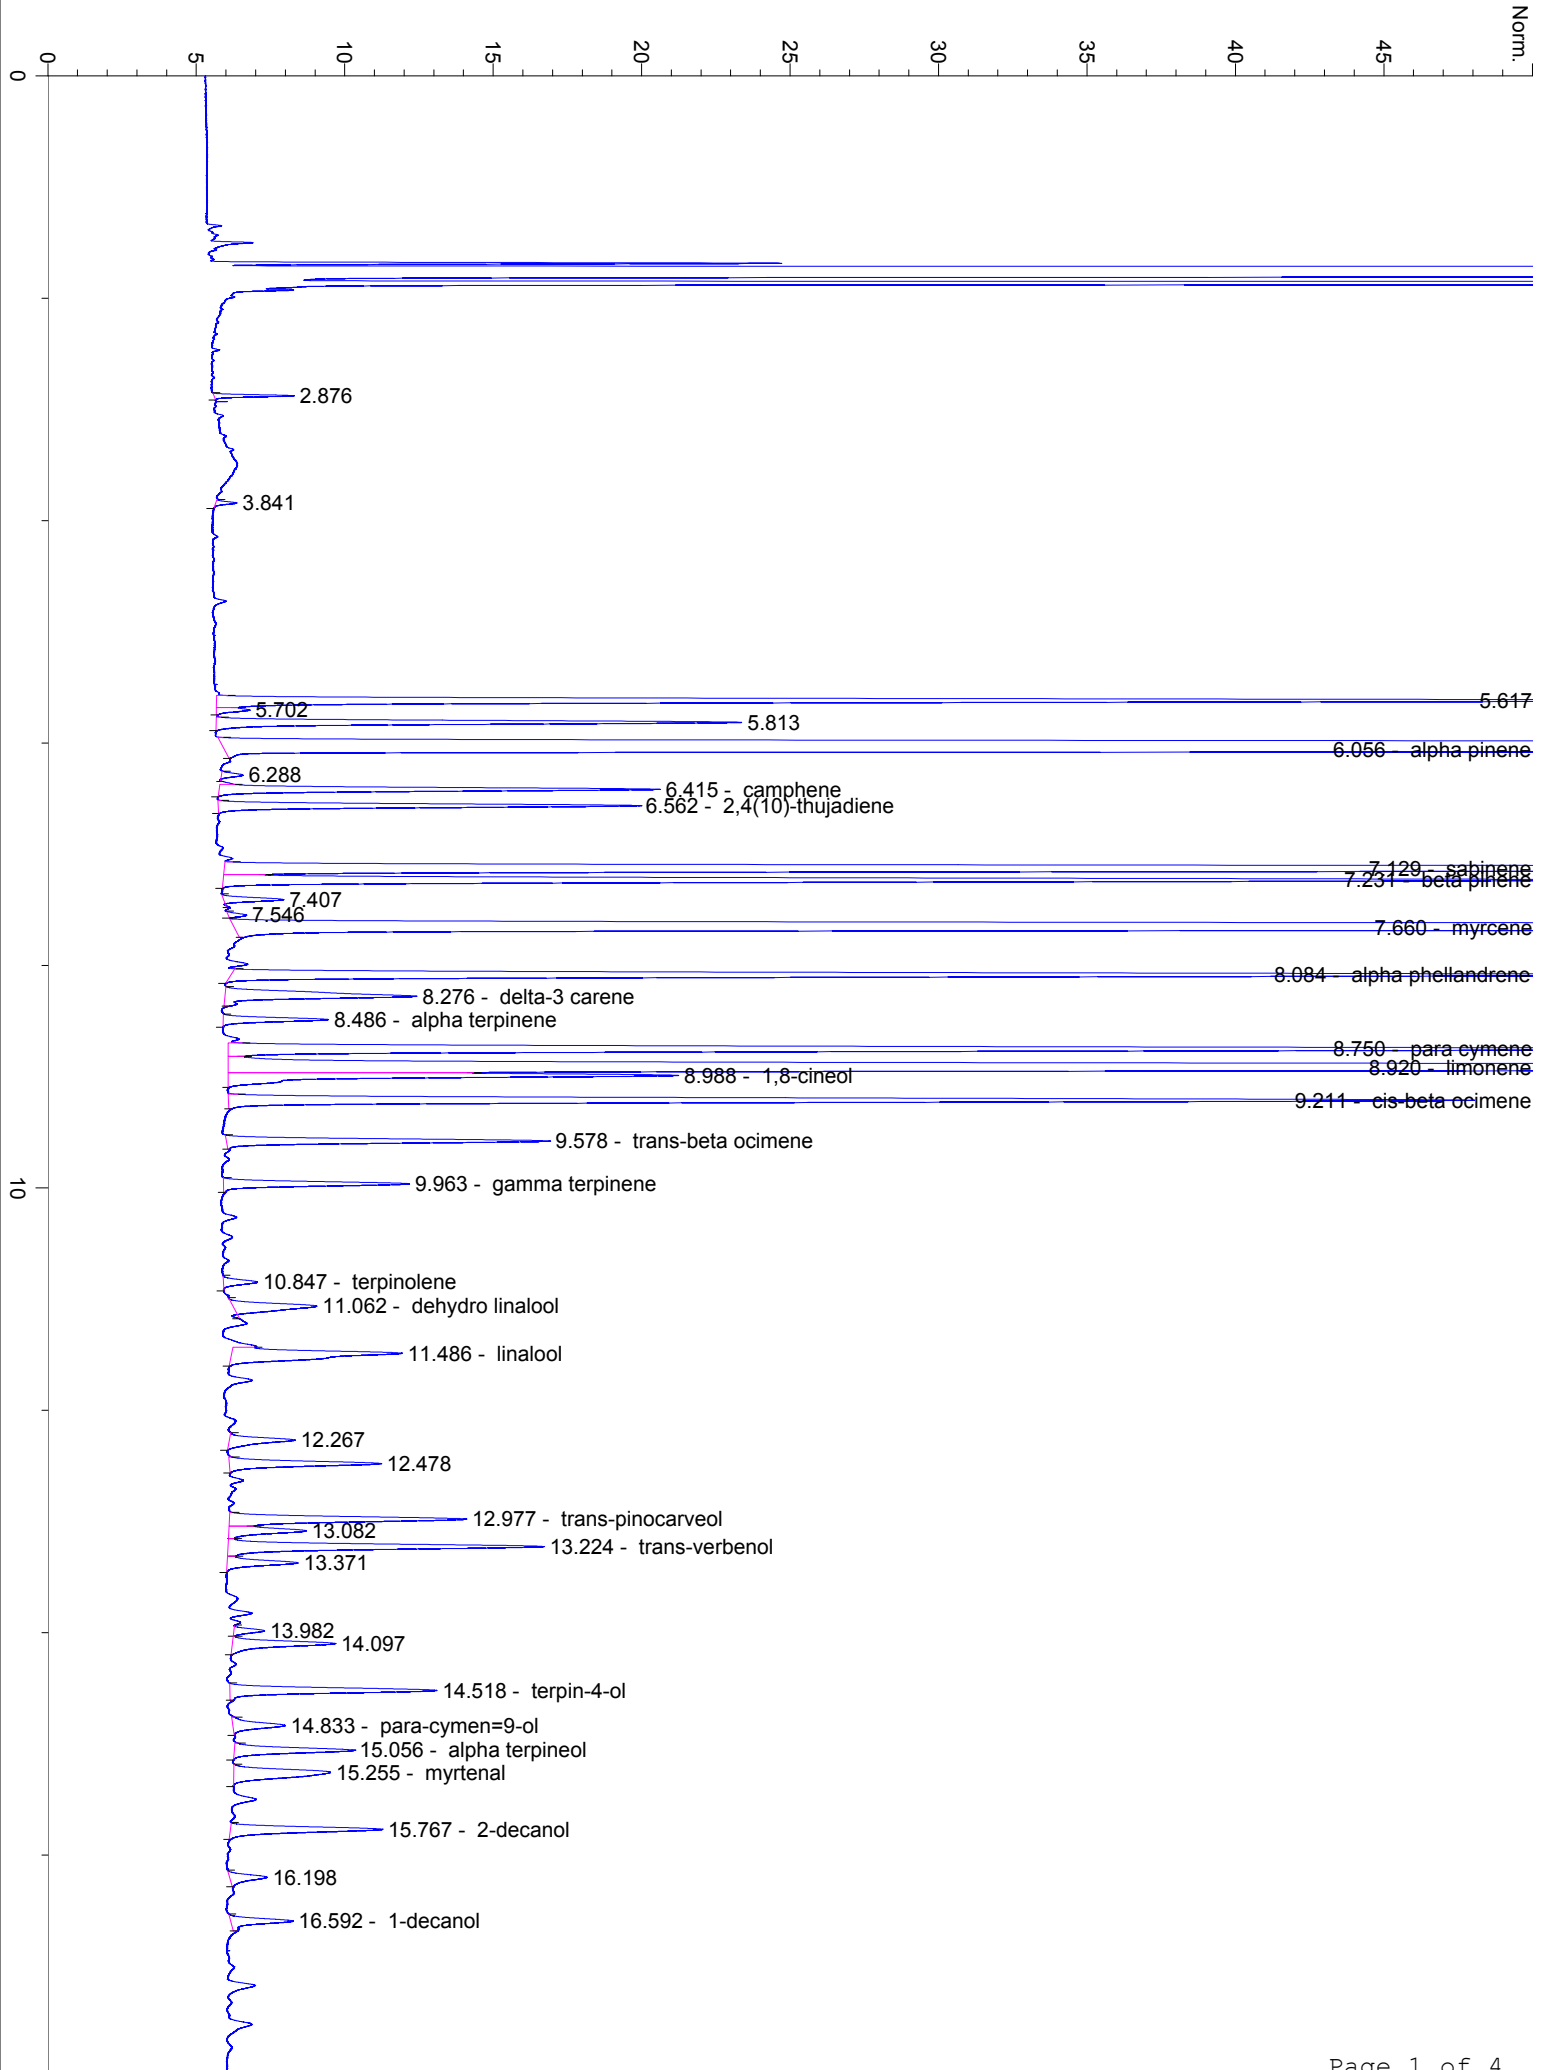 Norm.
0
5
10
15
20
25
30
35
40
45
0
2.876
3.841
5.617
5.702
5.813
6.056 - alpha pinene
6.288
6.415 - camphene
6.562 - 2,4(10)-thujadiene
7.129 - sabinene
7.231 - beta pinene
7.407
7.546
7.660 - myrcene
8.084 - alpha phellandrene
8.276 - delta-3 carene
8.486 - alpha terpinene
8.750 - para cymene
8.920 - limonene
8.988 - 1,8-cineol
9.211 - cis-beta ocimene
9.578 - trans-beta ocimene
9.963 - gamma terpinene
10
10.847 - terpinolene
11.062 - dehydro linalool
11.486 - linalool
12.267
12.478
12.977 - trans-pinocarveol
13.082
13.224 - trans-verbenol
13.371
13.982
14.097
14.518 - terpin-4-ol
14.833 - para-cymen=9-ol
15.056 - alpha terpineol
15.255 - myrtenal
15.767 - 2-decanol
16.198
16.592 - 1-decanol
Page 1 of 4